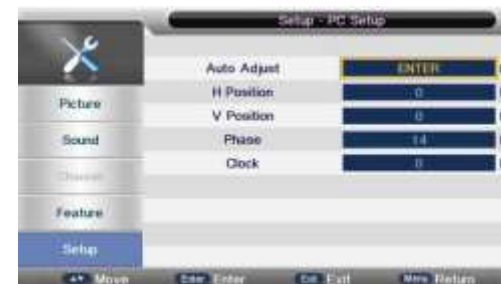 Setup - PC Setup
Auto Adjust ENTER
H Position 0
V Position 0
Phase 14
Clock 0
Picture
Sound
Channel
Feature
Setup
Move Enter Enter Exit Exit Menu Return